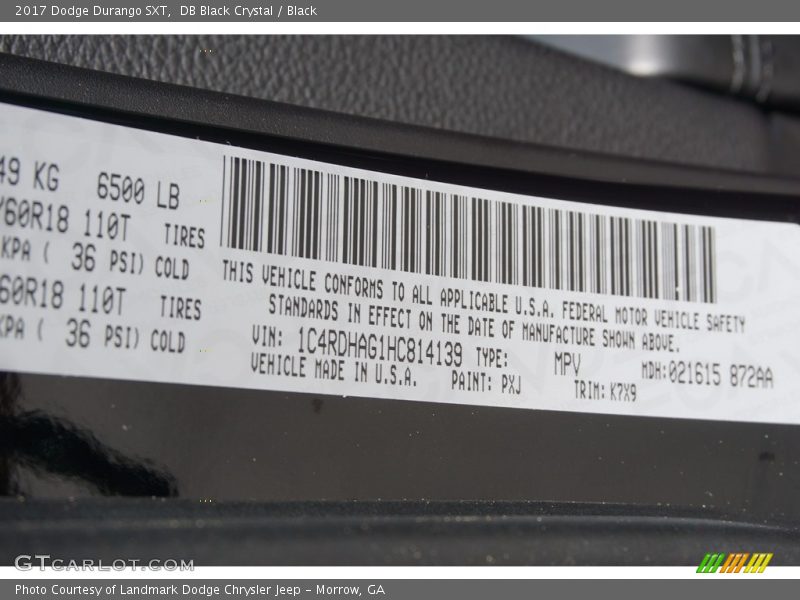 2017 Dodge Durango SXT, DB Black Crystal / Black
49 KG 6500 LB
/60R18 110T TIRES
KPA ( 36 PSI) COLD
60R18 110T TIRES
KPA ( 36 PSI) COLD
THIS VEHICLE CONFORMS TO ALL APPLICABLE U.S.A. FEDERAL MOTOR VEHICLE SAFETY
STANDARDS IN EFFECT ON THE DATE OF MANUFACTURE SHOWN ABOVE.
VIN: 1C4RDHAG1HC814139 TYPE: MPV MDH:021615 872AA
VEHICLE MADE IN U.S.A. PAINT: PXJ TRIM: K7X9
GTCARLOT.COM
Photo Courtesy of Landmark Dodge Chrysler Jeep - Morrow, GA